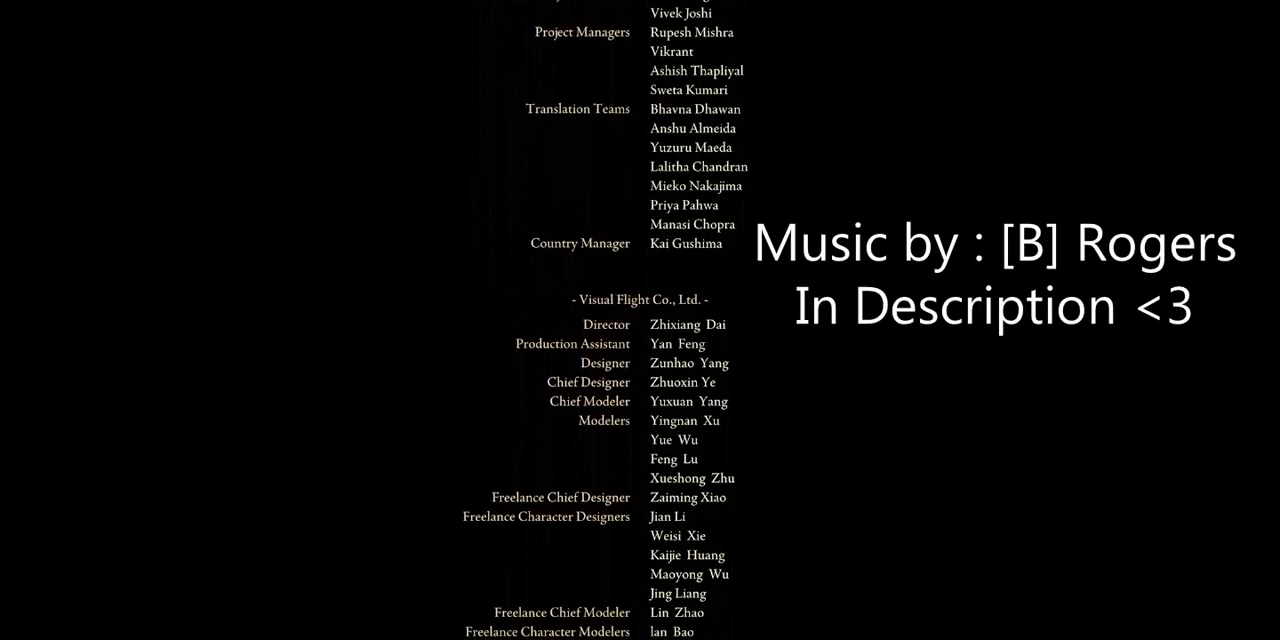 Vivek Joshi
Project Managers Rupesh Mishra
Vikrant
Ashish Thapliyal
Sweta Kumari
Translation Teams Bhavna Dhawan
Anshu Almeida
Yuzuru Maeda
Lalitha Chandran
Mieko Nakajima
Priya Pahwa
Manasi Chopra
Country Manager Kai Gushima
Music by : [B] Rogers
In Description <3
- Visual Flight Co., Ltd. -
Director Zhixiang Dai
Production Assistant Yan Feng
Designer Zunhao Yang
Chief Designer Zhuoxin Ye
Chief Modeler Yuxuan Yang
Modelers Yingnan Xu
Yue Wu
Feng Lu
Xueshong Zhu
Freelance Chief Designer Zaiming Xiao
Freelance Character Designers Jian Li
Weisi Xie
Kaijie Huang
Maoyong Wu
Jing Liang
Freelance Chief Modeler Lin Zhao
Freelance Character Modelers lan Bao